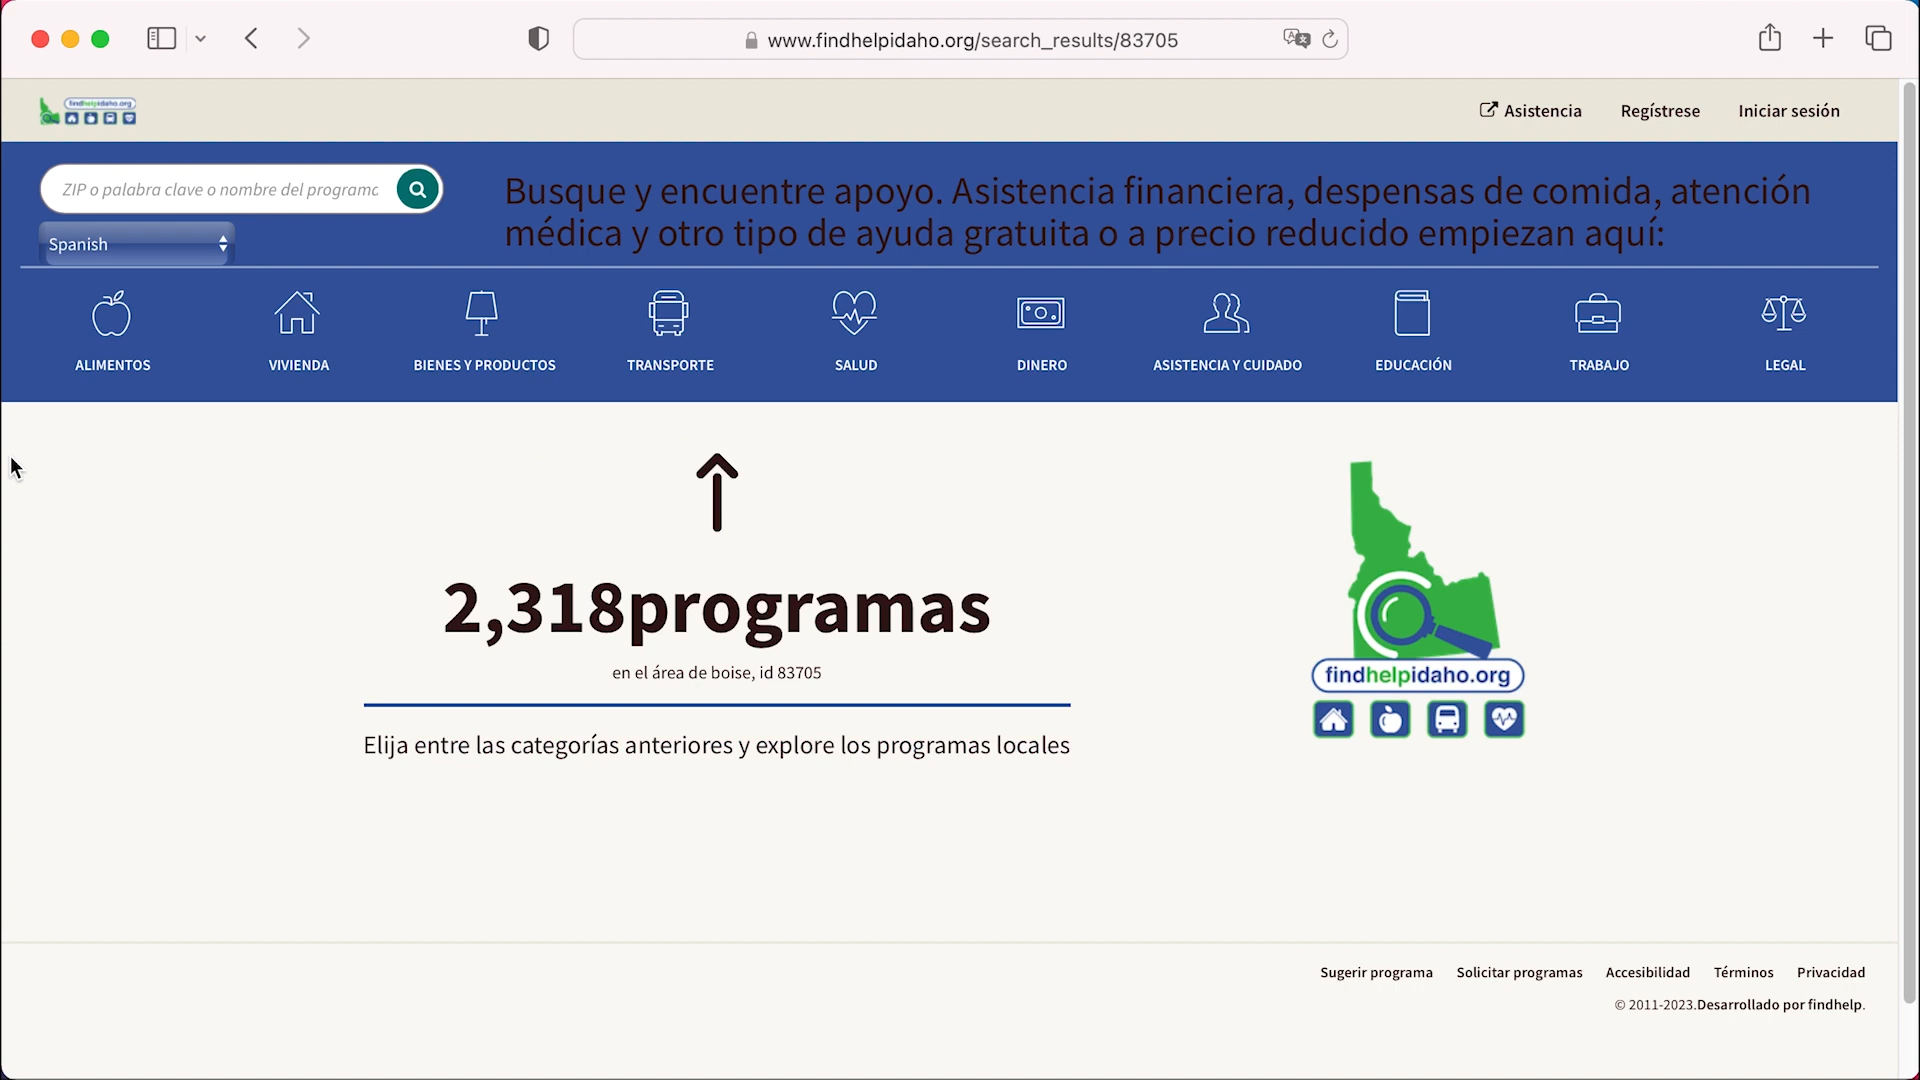 www.findhelpidaho.org/search_results/83705
findhelpidaho.org
Asistencia
Regístrese
Iniciar sesión
ZIP o palabra clave o nombre del programa
Busque y encuentre apoyo. Asistencia financiera, despensas de comida, atención
médica y otro tipo de ayuda gratuita o a precio reducido empiezan aquí:
Spanish
ALIMENTOS
VIVIENDA
BIENES Y PRODUCTOS
TRANSPORTE
SALUD
DINERO
ASISTENCIA Y CUIDADO
EDUCACIÓN
TRABAJO
LEGAL
2,318programas
en el área de boise, id 83705
Elija entre las categorías anteriores y explore los programas locales
findhelpidaho.org
Sugerir programa
Solicitar programas
Accesibilidad
Términos
Privacidad
© 2011-2023.Desarrollado por findhelp.